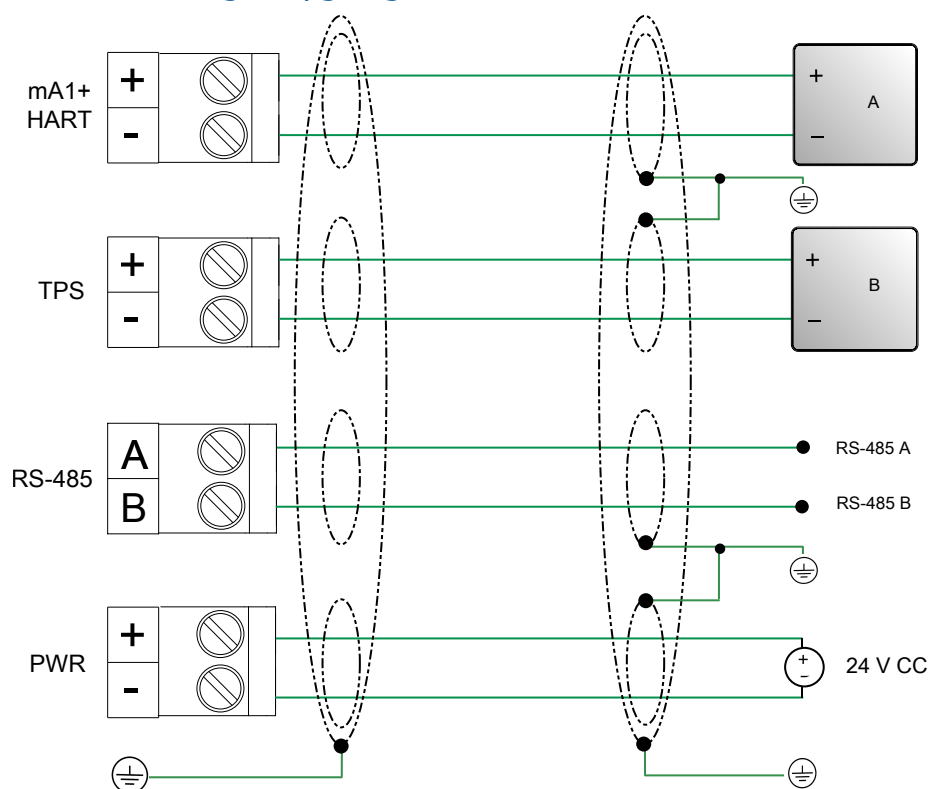 mA1+
HART
+
-
+
–
A
TPS
+
-
+
–
B
RS-485
A
B
RS-485 A
RS-485 B
PWR
+
-
+
–
24 V CC